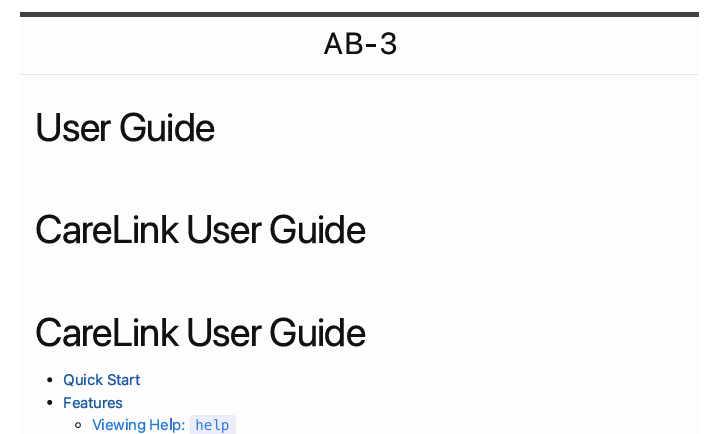 AB-3
User Guide
CareLink User Guide
CareLink User Guide
• Quick Start
• Features
◦ Viewing Help: help